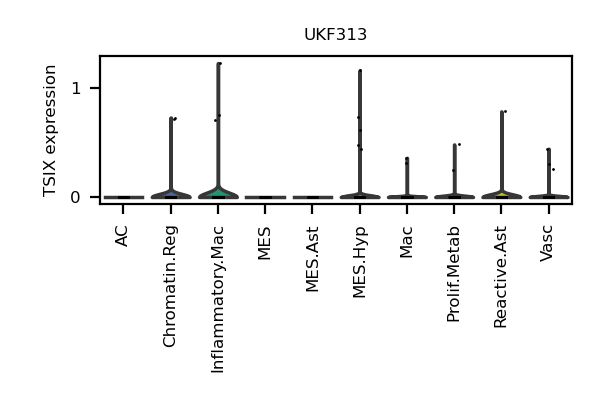 UKF313
TSIX expression
1
0
AC
Chromatin.Reg
Inflammatory.Mac
MES
MES.Ast
MES.Hyp
Mac
Prolif.Metab
Reactive.Ast
Vasc